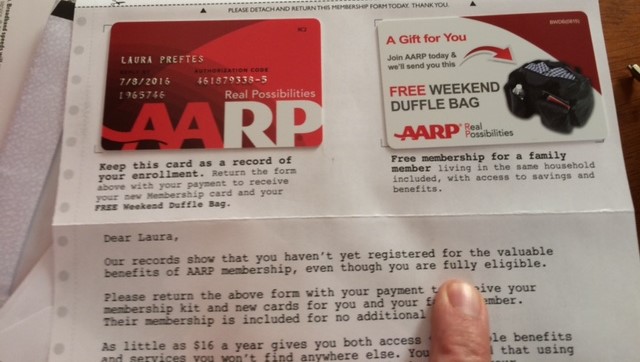 PLEASE DETACH AND RETURN THIS MEMBERSHIP FORM TODAY. THANK YOU.
LAURA PREFTES
AUTHORIZATION CODE
7/8/2016 461879338-5
1965746
Real Possibilities
AARP
A Gift for You
Join AARP today &
we'll send you this
FREE WEEKEND
DUFFLE BAG
AARP® Real
Possibilities
Keep this card as a record of
your enrollment. Return the form
above with your payment to receive
your new Membership card and your
FREE Weekend Duffle Bag.
Free membership for a family
member living in the same household
included, with access to savings and
benefits.
Dear Laura,
Our records show that you haven't yet registered for the valuable
benefits of AARP membership, even though you are fully eligible.
Please return the above form with your payment
membership kit and new cards for you and your
Their membership is included for no additional
As little as $16 a year gives you both access benefits
and services you won't find anywhere else. that using